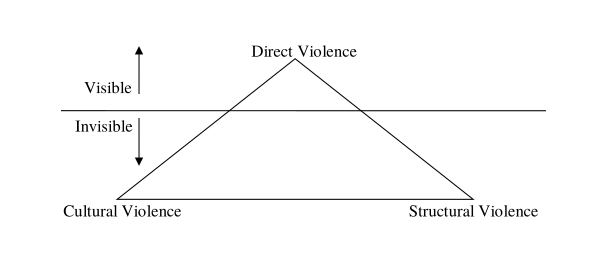 Direct Violence
Visible
Invisible
Cultural Violence
Structural Violence